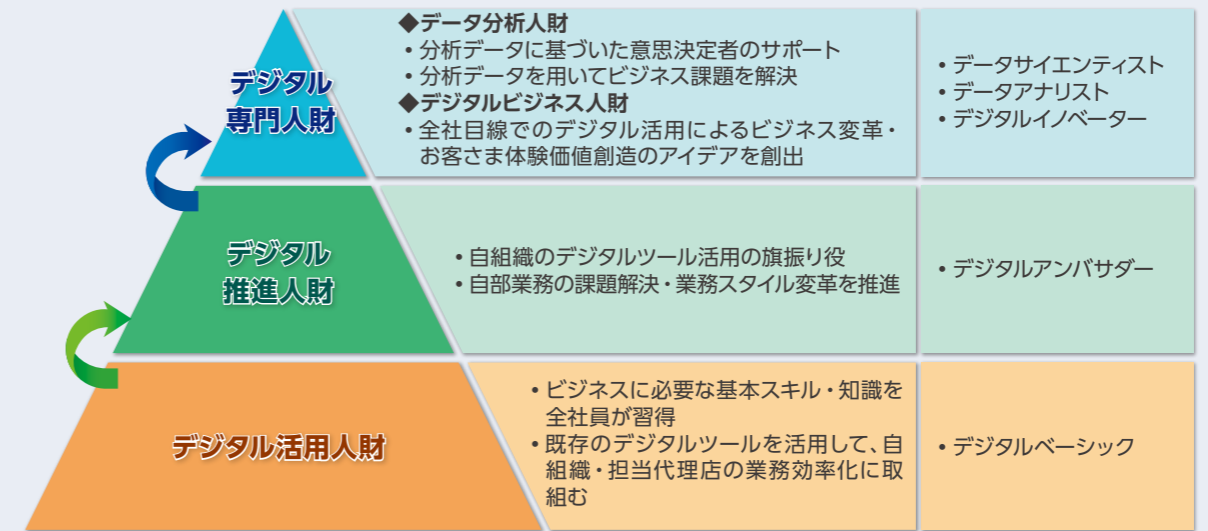 デジタル
専門人財
◆データ分析人財
・分析データに基づいた意思決定者のサポート
・分析データを用いてビジネス課題を解決
◆デジタルビジネス人財
・全社目線でのデジタル活用によるビジネス変革・
お客さま体験価値創造のアイデアを創出
・データサイエンティスト
・データアナリスト
・デジタルイノベーター
デジタル
推進人財
・自組織のデジタルツール活用の旗振り役
・自部業務の課題解決・業務スタイル変革を推進
・デジタルアンバサダー
デジタル活用人財
・ビジネスに必要な基本スキル・知識を
全社員が習得
・既存のデジタルツールを活用して、自
組織・担当代理店の業務効率化に取
組む
・デジタルベーシック